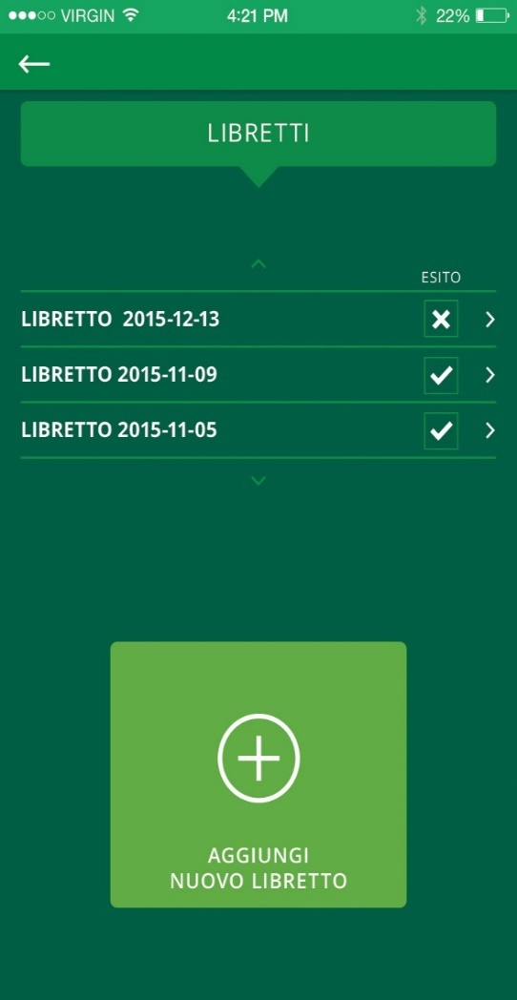 VIRGIN 4:21 PM 22%
LIBRETTI
ESITO
LIBRETTO 2015-12-13
LIBRETTO 2015-11-09
LIBRETTO 2015-11-05
AGGIUNGI
NUOVO LIBRETTO